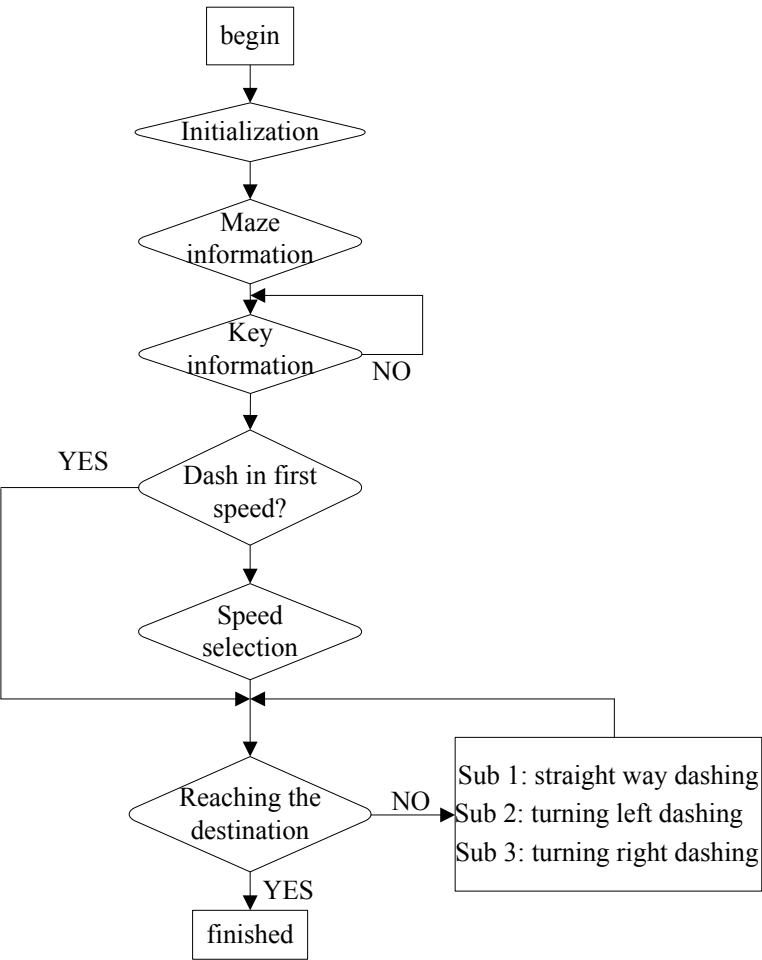 begin
Initialization
Maze
information
Key
information
NO
YES
Dash in first
speed?
Speed
selection
Reaching the
destination
NO
Sub 1: straight way dashing
Sub 2: turning left dashing
Sub 3: turning right dashing
YES
finished